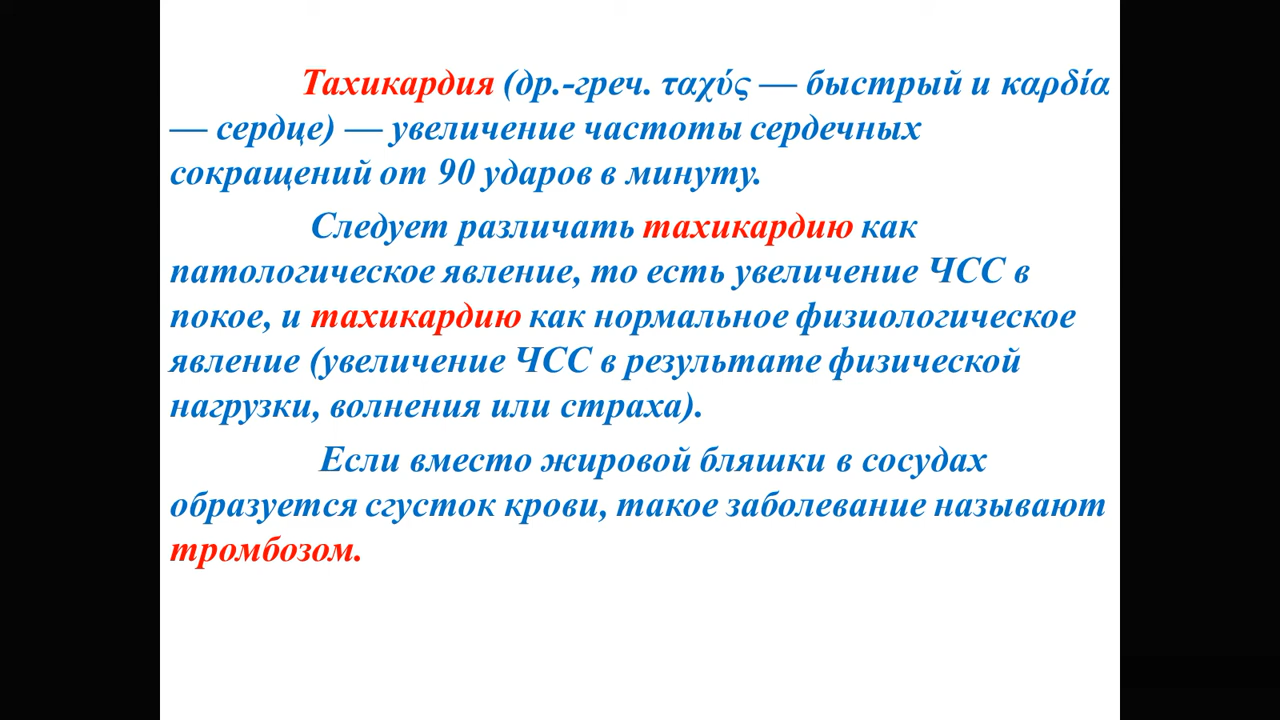 Тахикардия (др.-греч. ταχύς — быстрый и καρδία
— сердце) — увеличение частоты сердечных
сокращений от 90 ударов в минуту.
Следует различать тахикардию как
патологическое явление, то есть увеличение ЧСС в
покое, и тахикардию как нормальное физиологическое
явление (увеличение ЧСС в результате физической
нагрузки, волнения или страха).
Если вместо жировой бляшки в сосудах
образуется сгусток крови, такое заболевание называют
тромбозом.